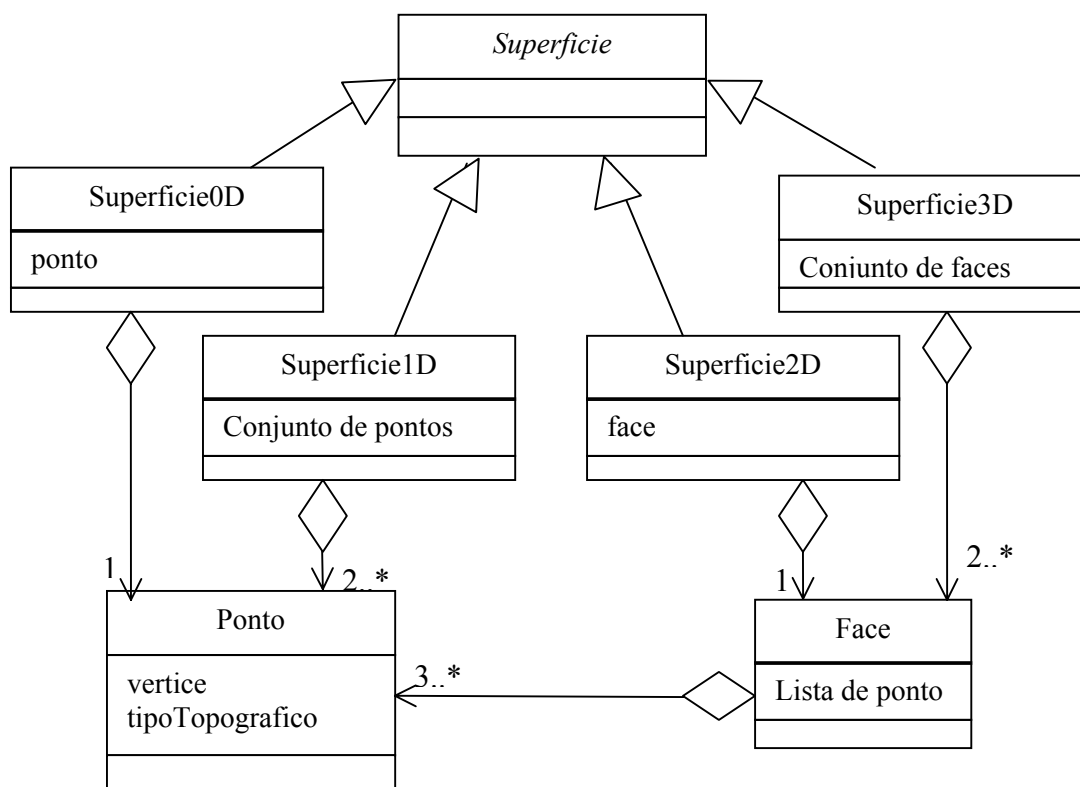 Superficie
Superficie0D
ponto
Superficie3D
Conjunto de faces
Superficie1D
Conjunto de pontos
Superficie2D
face
1
2..*
1
2..*
Ponto
vertice
tipoTopografico
3..*
Face
Lista de ponto